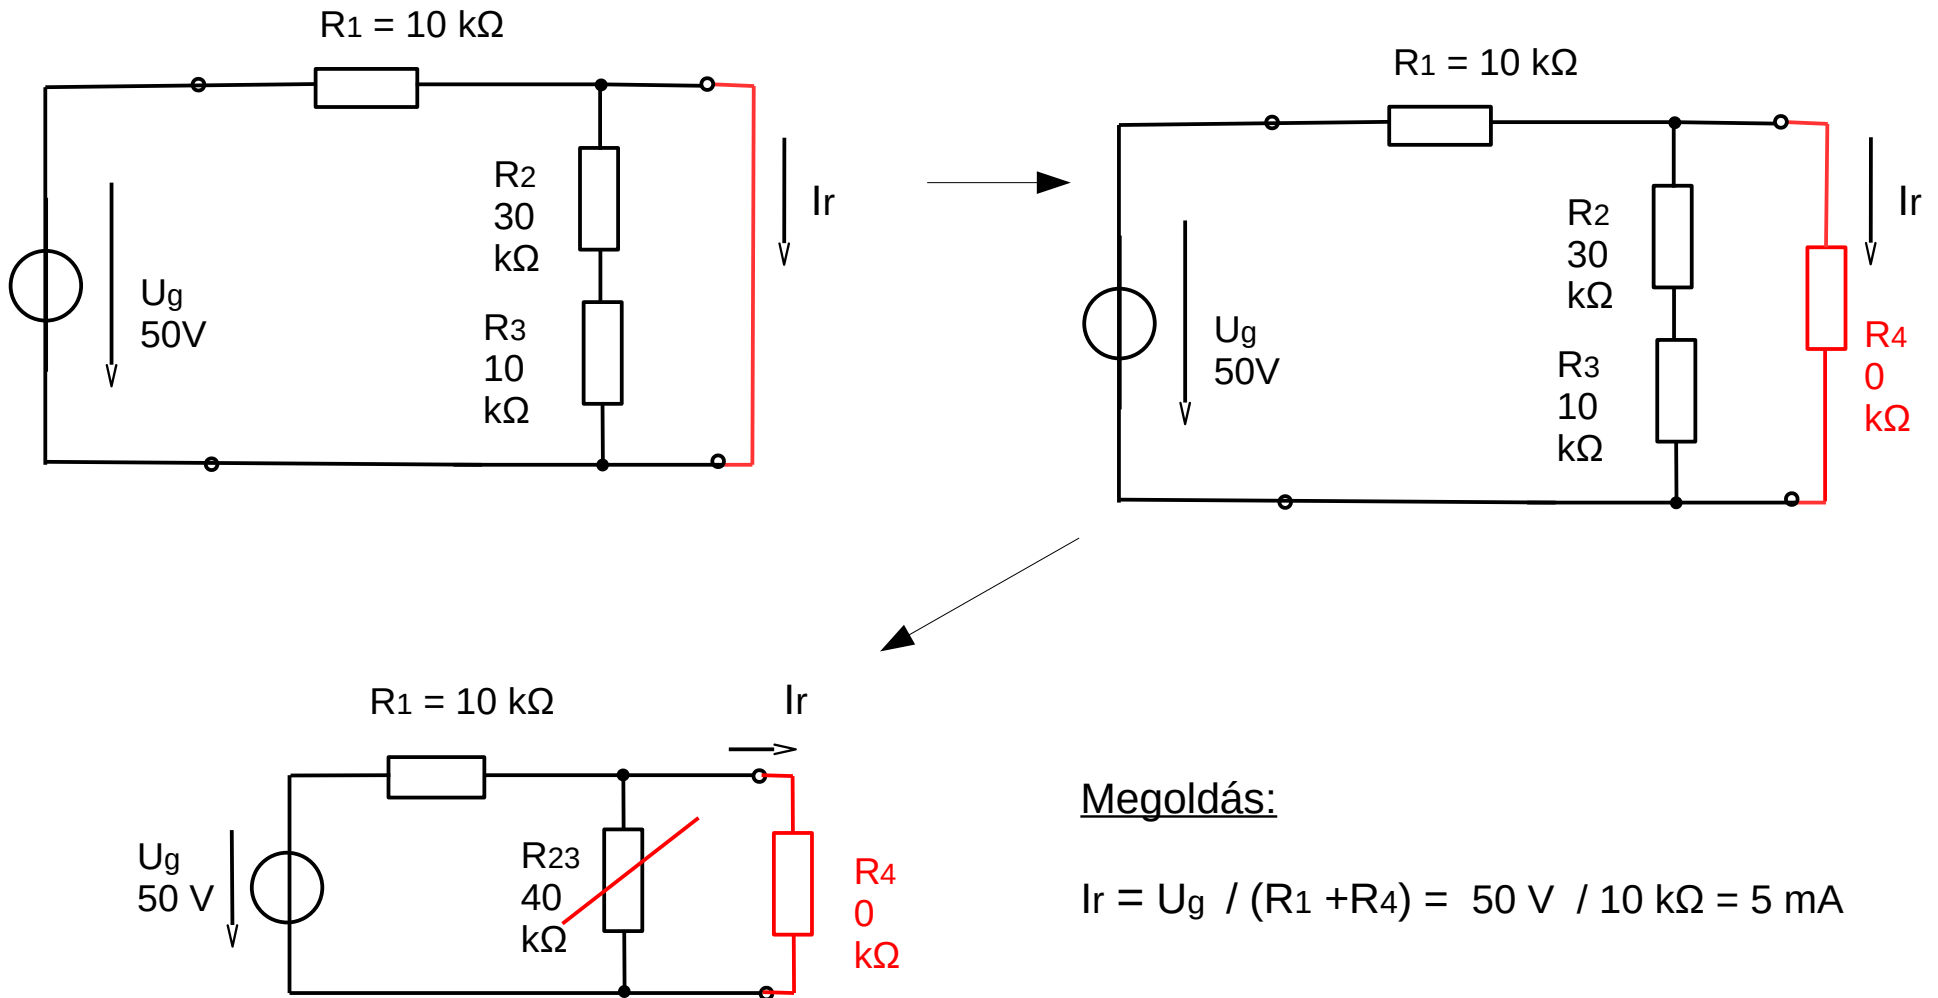 R1 = 10 kΩ
R2
30
kΩ
Ir
Ug
50V
R3
10
kΩ
R1 = 10 kΩ
R2
30
kΩ
Ir
Ug
50V
R3
10
kΩ
R4
0
kΩ
R1 = 10 kΩ
Ir
Ug
50 V
R23
40
kΩ
R4
0
kΩ
Megoldás:
Ir = Ug / (R1 +R4) = 50 V / 10 kΩ = 5 mA